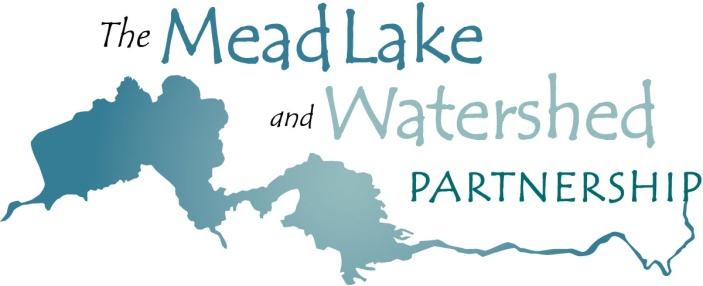 The Mead Lake
and Watershed
PARTNERSHIP